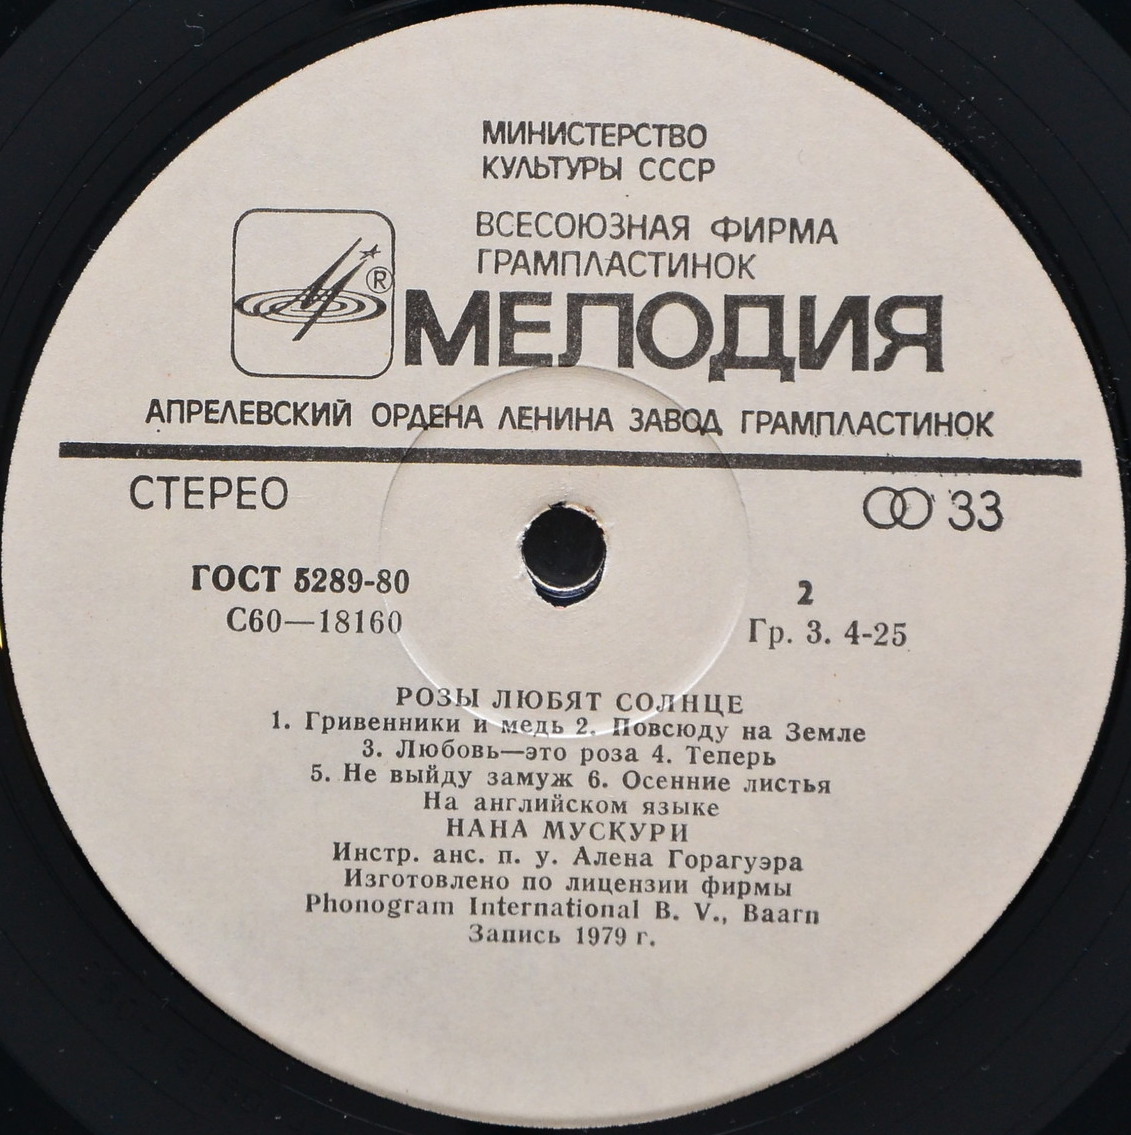 МИНИСТЕРСТВО
КУЛЬТУРЫ СССР
ВСЕСОЮЗНАЯ ФИРМА
ГРАМПЛАСТИНОК
®
МЕЛОДИЯ
АПРЕЛЕВСКИЙ ОРДЕНА ЛЕНИНА ЗАВОД ГРАМПЛАСТИНОК
СТЕРЕО
33
ГОСТ 5289-80
2
С60—18160
Гр. 3. 4-25
РОЗЫ ЛЮБЯТ СОЛНЦЕ
1. Гривенники и медь 2. Повсюду на Земле
3. Любовь—это роза 4. Теперь
5. Не выйду замуж 6. Осенние листья
На английском языке
НАНА МУСКУРИ
Инстр. анс. п. у. Алена Горагуэра
Изготовлено по лицензии фирмы
Phonogram International B. V., Baarn
Запись 1979 г.